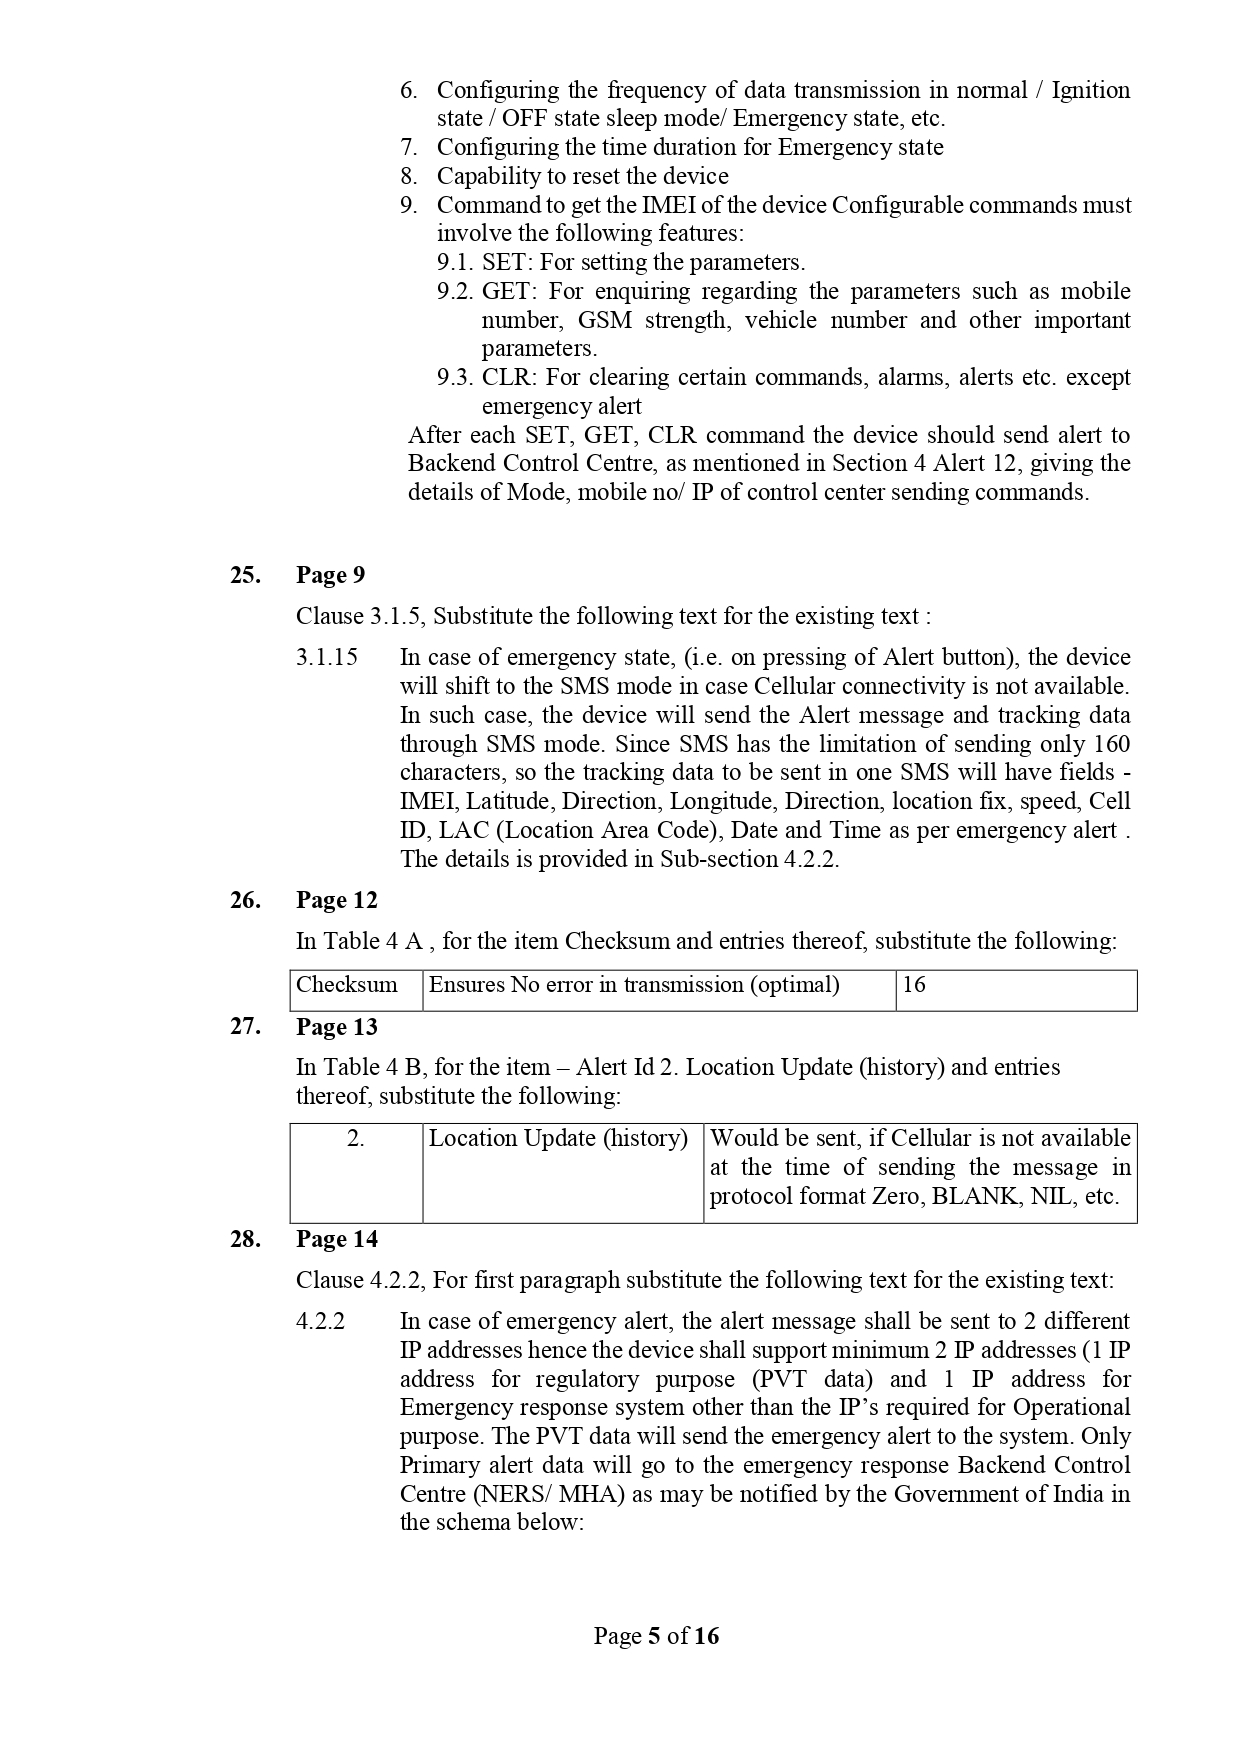 6. Configuring the frequency of data transmission in normal / Ignition
state / OFF state sleep mode/ Emergency state, etc.
7. Configuring the time duration for Emergency state
8. Capability to reset the device
9. Command to get the IMEI of the device Configurable commands must
involve the following features:
9.1. SET: For setting the parameters.
9.2. GET: For enquiring regarding the parameters such as mobile
number, GSM strength, vehicle number and other important
parameters.
9.3. CLR: For clearing certain commands, alarms, alerts etc. except
emergency alert
After each SET, GET, CLR command the device should send alert to
Backend Control Centre, as mentioned in Section 4 Alert 12, giving the
details of Mode, mobile no/ IP of control center sending commands.
25. Page 9
Clause 3.1.5, Substitute the following text for the existing text :
3.1.15 In case of emergency state, (i.e. on pressing of Alert button), the device
will shift to the SMS mode in case Cellular connectivity is not available.
In such case, the device will send the Alert message and tracking data
through SMS mode. Since SMS has the limitation of sending only 160
characters, so the tracking data to be sent in one SMS will have fields -
IMEI, Latitude, Direction, Longitude, Direction, location fix, speed, Cell
ID, LAC (Location Area Code), Date and Time as per emergency alert .
The details is provided in Sub-section 4.2.2.
26. Page 12
In Table 4 A , for the item Checksum and entries thereof, substitute the following:
Checksum Ensures No error in transmission (optimal) 16
27. Page 13
In Table 4 B, for the item – Alert Id 2. Location Update (history) and entries
thereof, substitute the following:
2. Location Update (history) Would be sent, if Cellular is not available
at the time of sending the message in
protocol format Zero, BLANK, NIL, etc.
28. Page 14
Clause 4.2.2, For first paragraph substitute the following text for the existing text:
4.2.2 In case of emergency alert, the alert message shall be sent to 2 different
IP addresses hence the device shall support minimum 2 IP addresses (1 IP
address for regulatory purpose (PVT data) and 1 IP address for
Emergency response system other than the IP’s required for Operational
purpose. The PVT data will send the emergency alert to the system. Only
Primary alert data will go to the emergency response Backend Control
Centre (NERS/ MHA) as may be notified by the Government of India in
the schema below:
Page 5 of 16